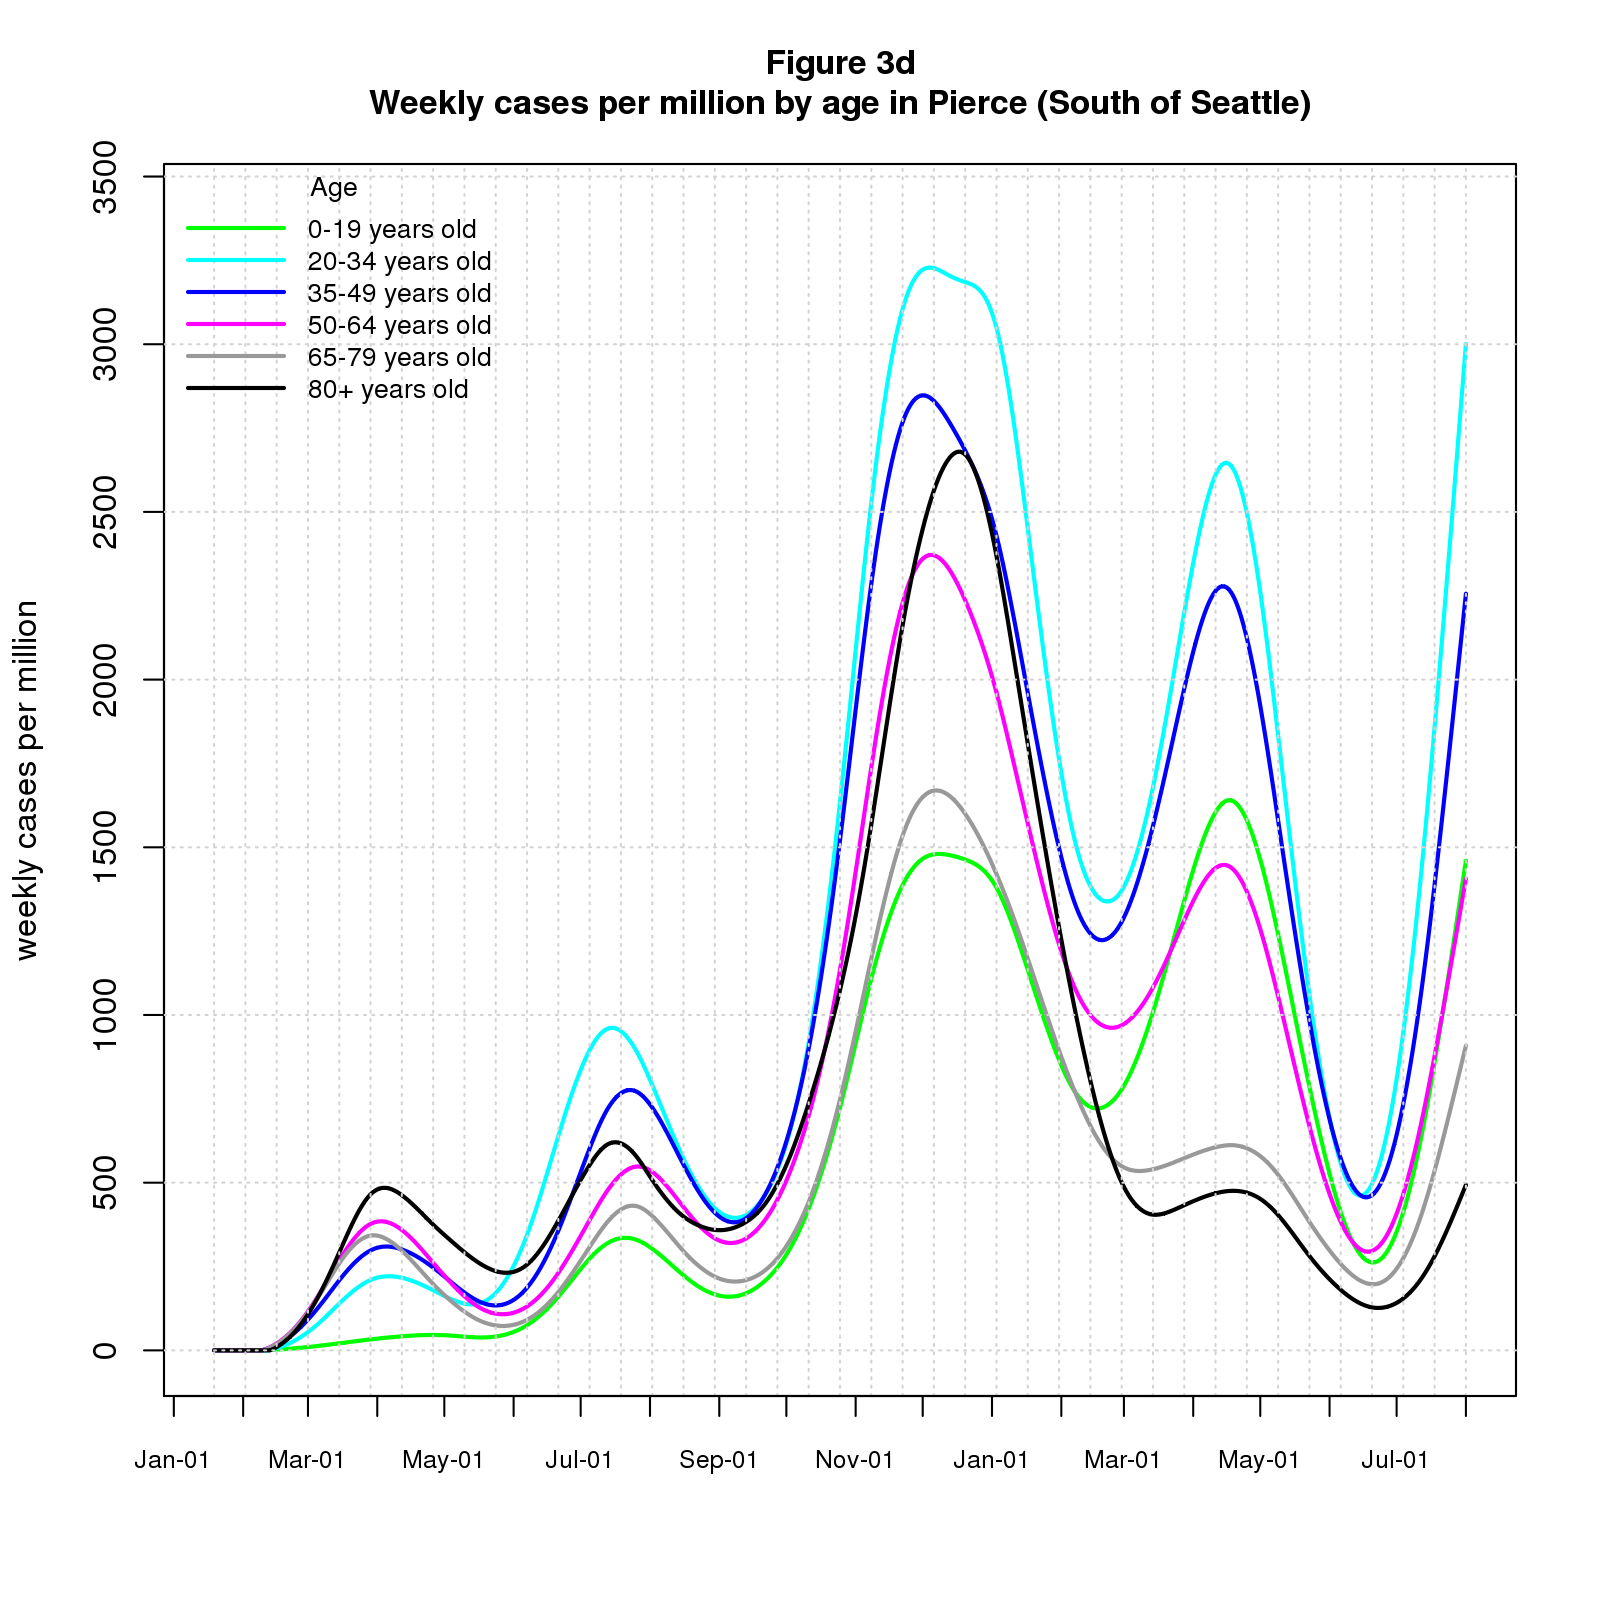 Figure 3d
Weekly cases per million by age in Pierce (South of Seattle)
weekly cases per million
3500
3000
2500
2000
1500
1000
500
0
Age
0-19 years old
20-34 years old
35-49 years old
50-64 years old
65-79 years old
80+ years old
Jan-01 Mar-01 May-01 Jul-01 Sep-01 Nov-01 Jan-01 Mar-01 May-01 Jul-01